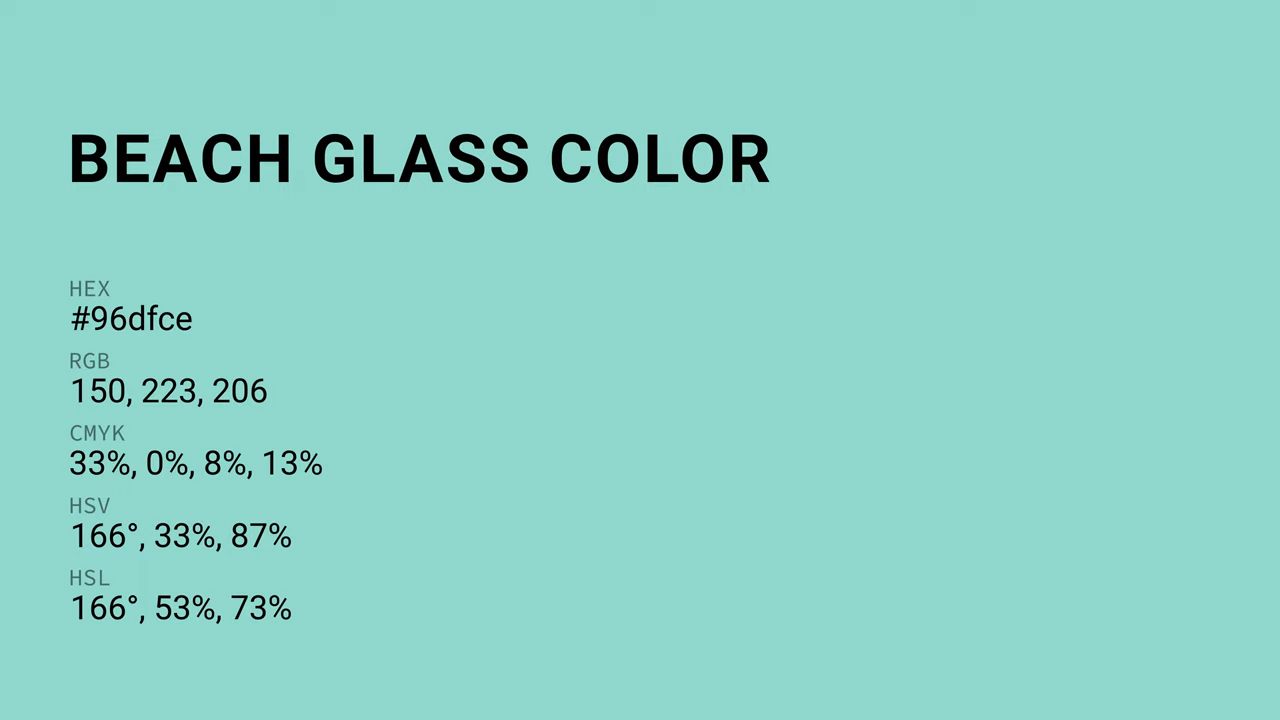 BEACH GLASS COLOR
HEX
#96dfce
RGB
150, 223, 206
CMYK
33%, 0%, 8%, 13%
HSV
166°, 33%, 87%
HSL
166°, 53%, 73%